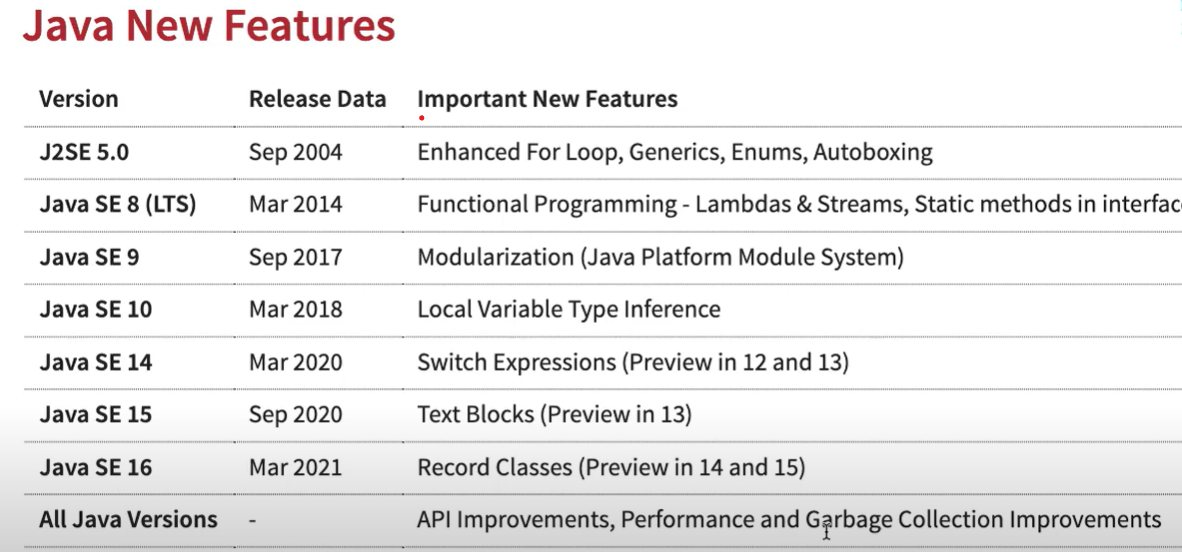 Java New Features
Version Release Data Important New Features
J2SE 5.0 Sep 2004 Enhanced For Loop, Generics, Enums, Autoboxing
Java SE 8 (LTS) Mar 2014 Functional Programming - Lambdas & Streams, Static methods in interfac
Java SE 9 Sep 2017 Modularization (Java Platform Module System)
Java SE 10 Mar 2018 Local Variable Type Inference
Java SE 14 Mar 2020 Switch Expressions (Preview in 12 and 13)
Java SE 15 Sep 2020 Text Blocks (Preview in 13)
Java SE 16 Mar 2021 Record Classes (Preview in 14 and 15)
All Java Versions - API Improvements, Performance and Garbage Collection Improvements